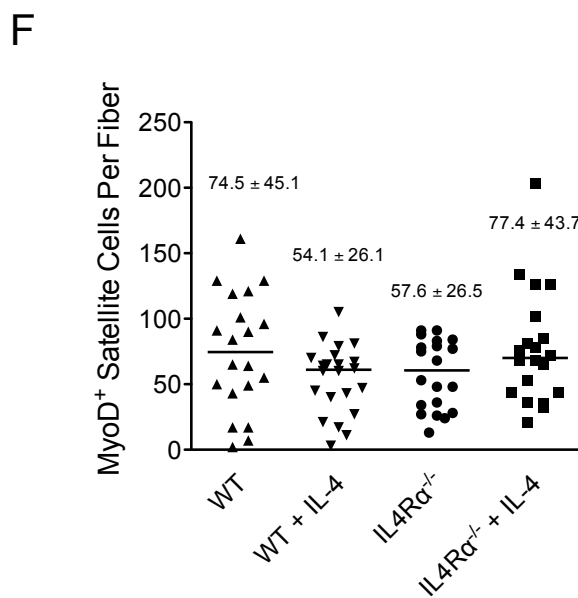 F
MyoD⁺ Satellite Cells Per Fiber
250
200
150
100
50
0
74.5 ± 45.1
54.1 ± 26.1
57.6 ± 26.5
77.4 ± 43.7
WT
WT + IL-4
IL4Rα⁻/⁻
IL4Rα⁻/⁻ + IL-4